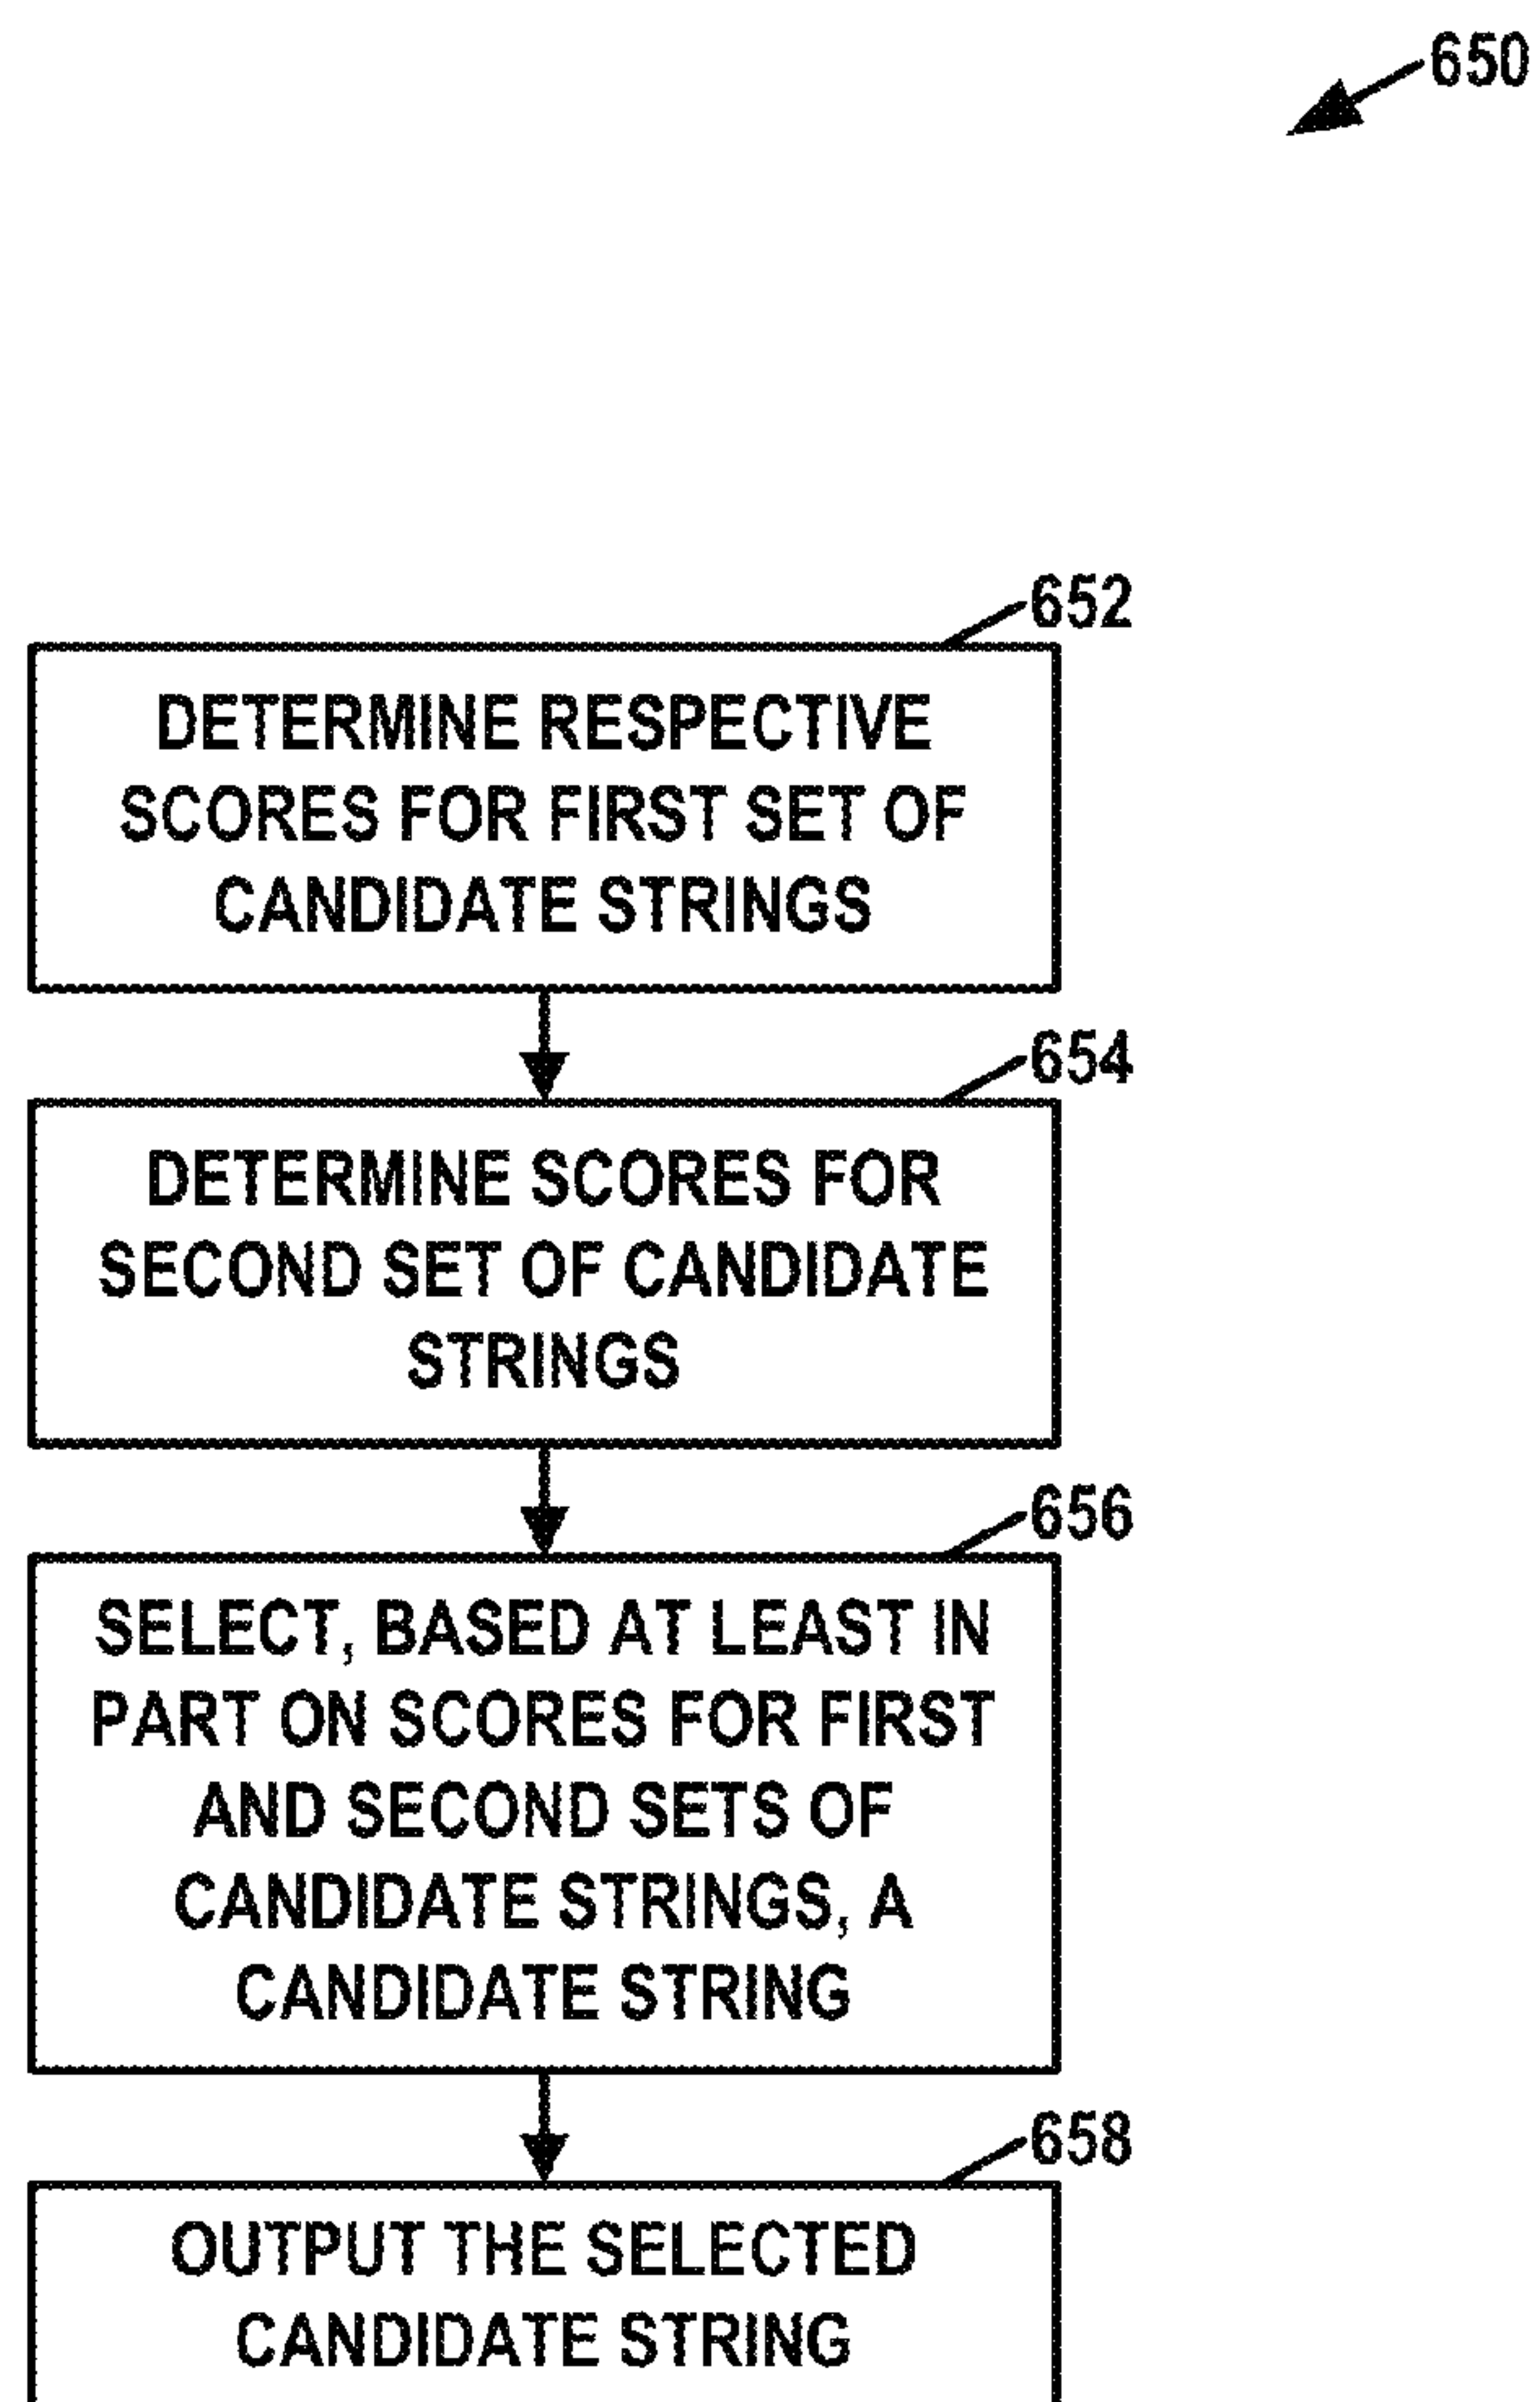 650
652
DETERMINE RESPECTIVE
SCORES FOR FIRST SET OF
CANDIDATE STRINGS
654
DETERMINE SCORES FOR
SECOND SET OF CANDIDATE
STRINGS
656
SELECT, BASED AT LEAST IN
PART ON SCORES FOR FIRST
AND SECOND SETS OF
CANDIDATE STRINGS, A
CANDIDATE STRING
658
OUTPUT THE SELECTED
CANDIDATE STRING